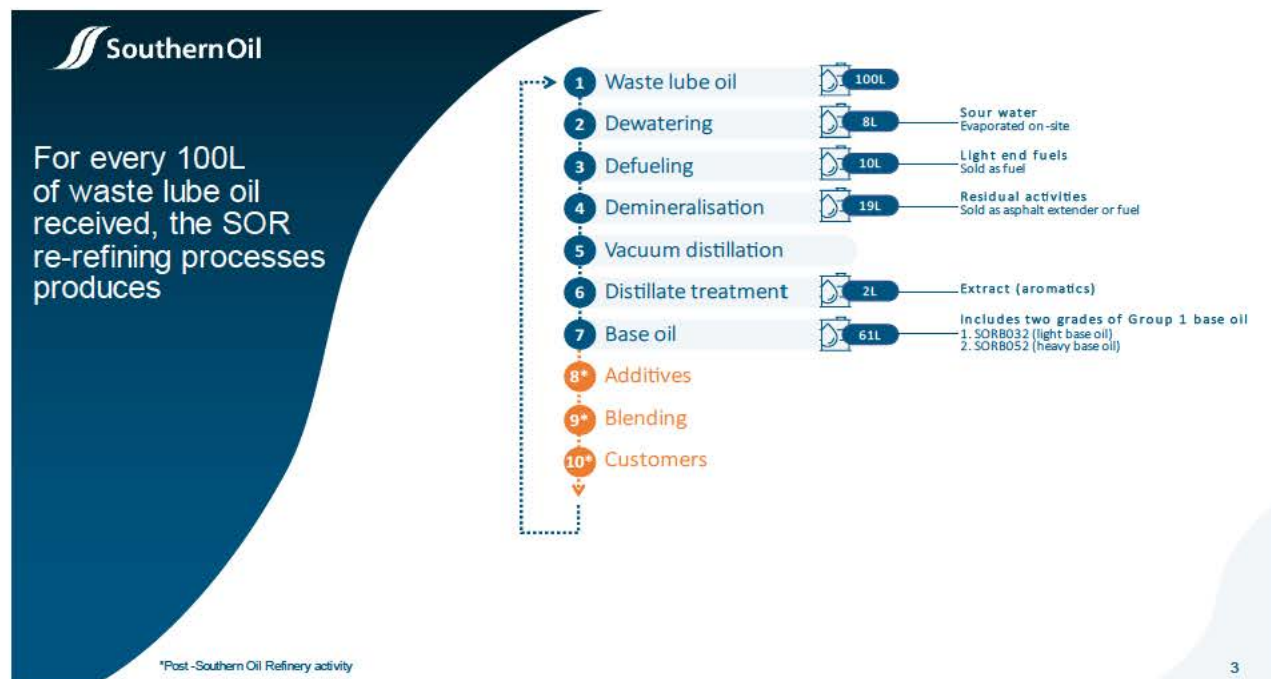 SouthernOil
For every 100L
of waste lube oil
received, the SOR
re-refining processes
produces
1 Waste lube oil 100L
2 Dewatering 8L Sour water
Evaporated on-site
3 Defueling 10L Light end fuels
Sold as fuel
4 Demineralisation 19L Residual activities
Sold as asphalt extender or fuel
5 Vacuum distillation
6 Distillate treatment 2L Extract (aromatics)
7 Base oil 61L Includes two grades of Group 1 base oil
1. SORB032 (light base oil)
2. SORB052 (heavy base oil)
8* Additives
9* Blending
10* Customers
*Post-Southern Oil Refinery activity
3